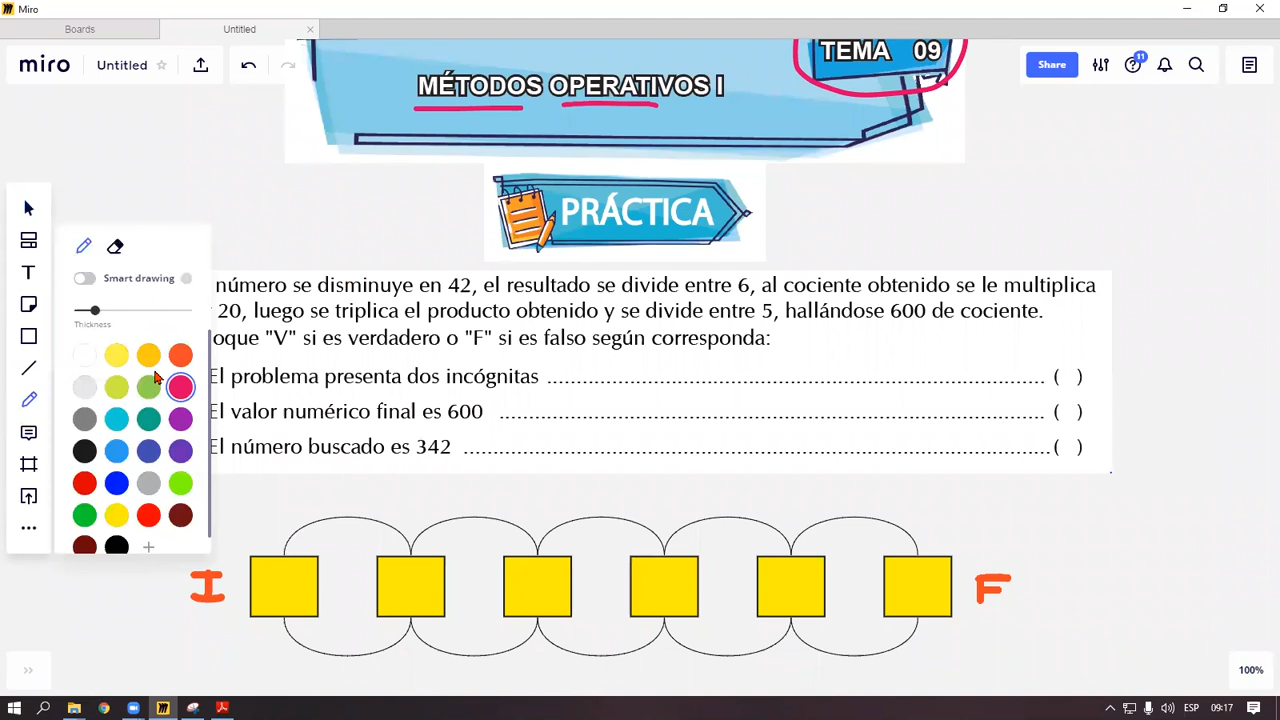 Miro
Boards
Untitled
miro
Untitled
Share
11
TEMA 09
MÉTODOS OPERATIVOS I
PRÁCTICA
Smart drawing
Thickness
número se disminuye en 42, el resultado se divide entre 6, al cociente obtenido se le multiplica
20, luego se triplica el producto obtenido y se divide entre 5, hallándose 600 de cociente.
oque "V" si es verdadero o "F" si es falso según corresponda:
El problema presenta dos incógnitas ( )
El valor numérico final es 600 ( )
El número buscado es 342 ( )
I
F
100%
ESP
09:17